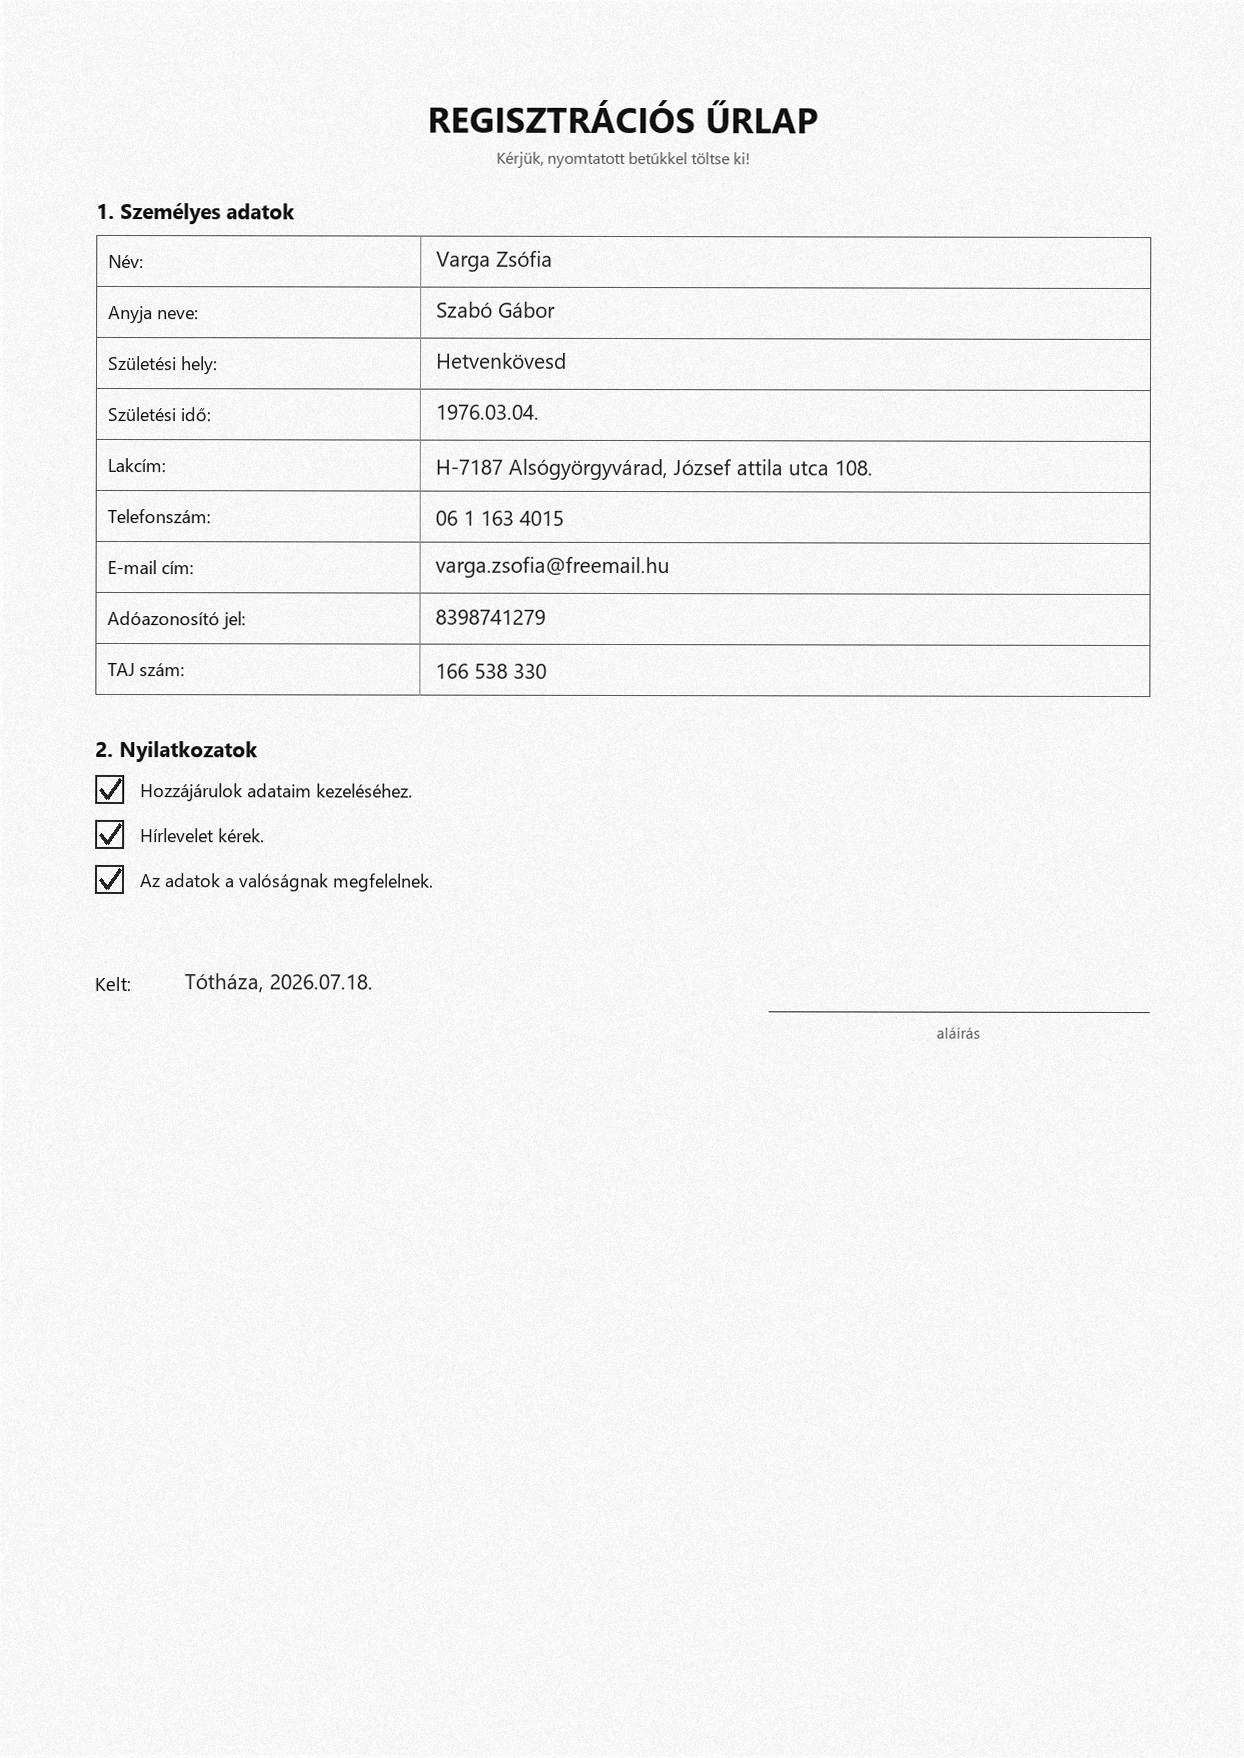 REGISZTRÁCIÓS ŰRLAP
Kérjük, nyomtatott betűkkel töltse ki!
1. Személyes adatok
Név: Varga Zsófia
Anyja neve: Szabó Gábor
Születési hely: Hetvenkövesd
Születési idő: 1976.03.04.
Lakcím: H-7187 Alsógyörgyvárad, József attila utca 108.
Telefonszám: 06 1 163 4015
E-mail cím: varga.zsofia@freemail.hu
Adóazonosító jel: 8398741279
TAJ szám: 166 538 330
2. Nyilatkozatok
Hozzájárulok adataim kezeléséhez.
Hírlevelet kérek.
Az adatok a valóságnak megfelelnek.
Kelt: Tótháza, 2026.07.18.
aláírás